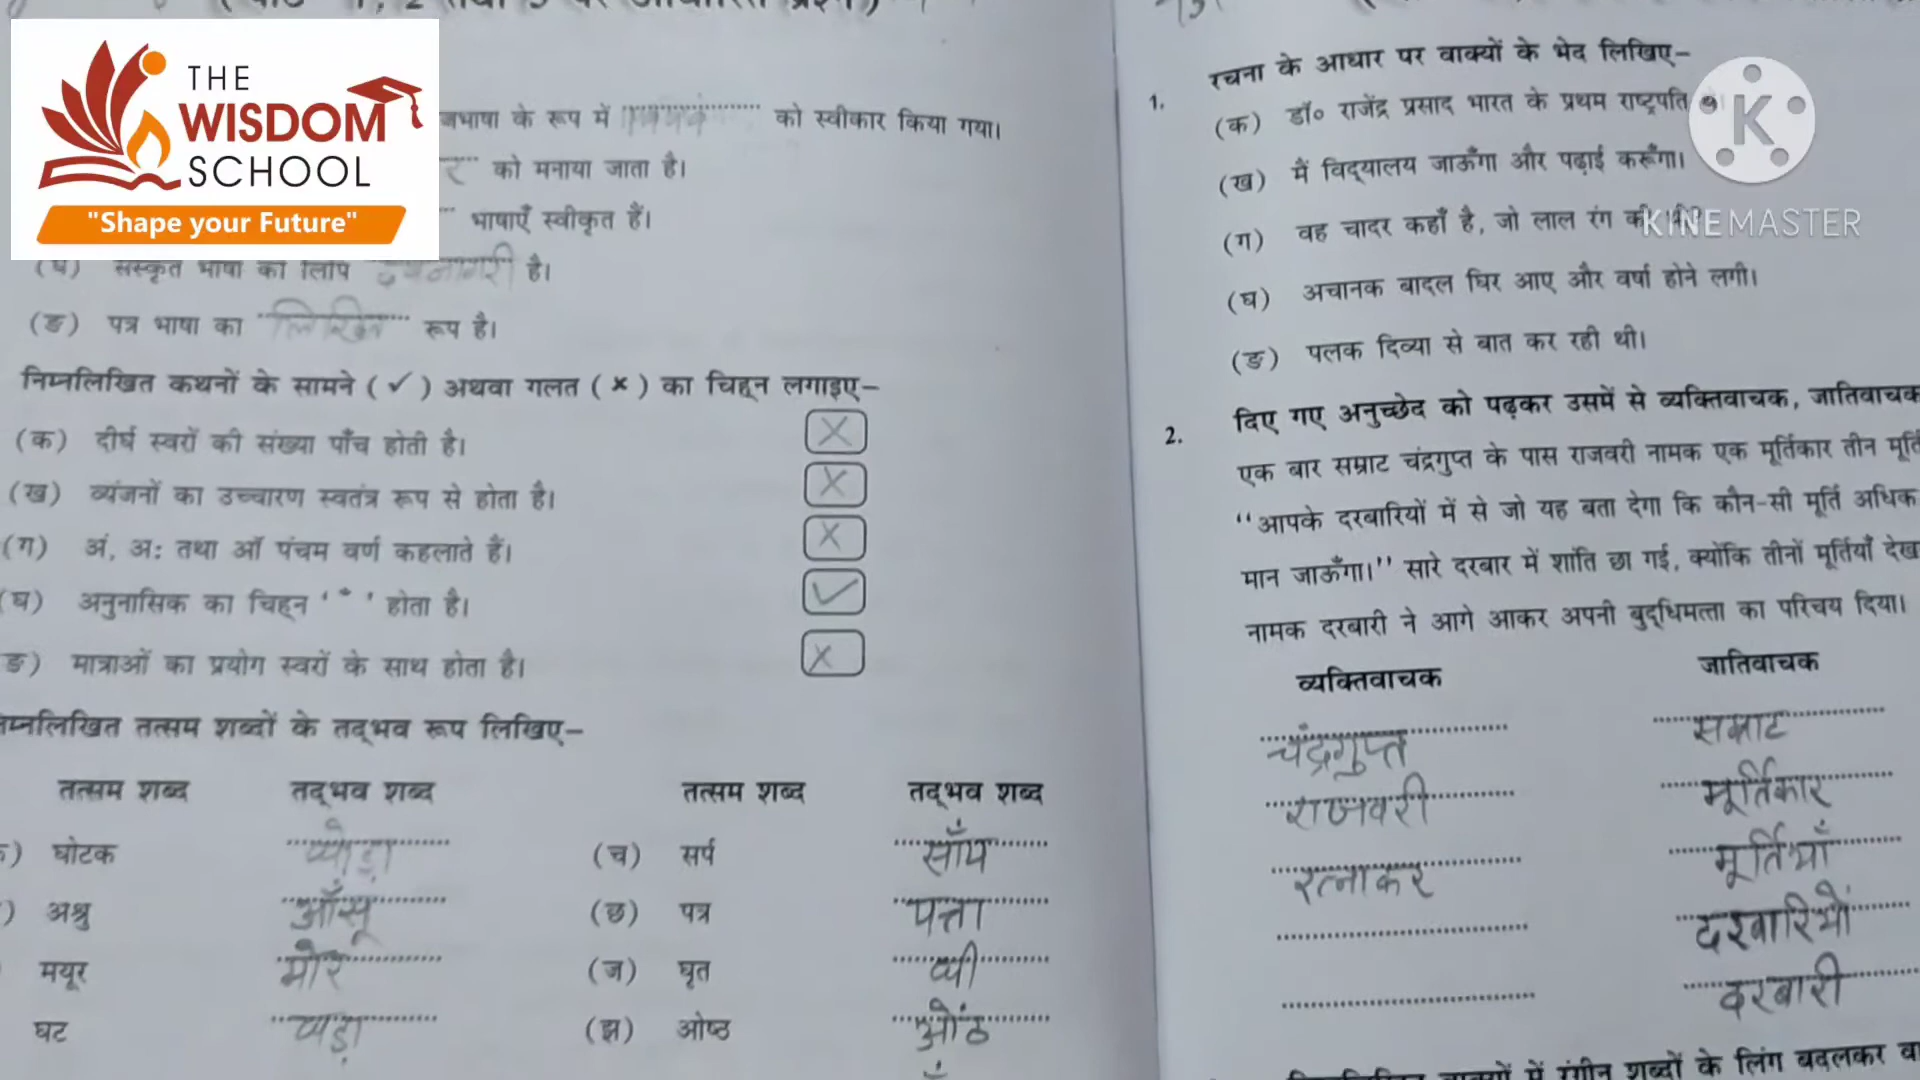 THE
WISDOM
SCHOOL
"Shape your Future"
KINEMASTER
को स्वीकार किया गया।
को मनाया जाता है।
भाषाएँ स्वीकृत हैं।
(घ) संस्कृत भाषा की लिपि देवनागरी है।
(ङ) पत्र भाषा का लिखित रूप है।
निम्नलिखित कथनों के सामने (✓) अथवा गलत (×) का चिह्न लगाइए–
(क) दीर्घ स्वरों की संख्या पाँच होती है। ×
(ख) व्यंजनों का उच्चारण स्वतंत्र रूप से होता है। ×
(ग) अं, अः तथा ऑ पंचम वर्ण कहलाते हैं। ×
(घ) अनुनासिक का चिह्न ' ँ ' होता है। ✓
ङ) मात्राओं का प्रयोग स्वरों के साथ होता है। ×
म्नलिखित तत्सम शब्दों के तद्भव रूप लिखिए–
तत्सम शब्द तद्भव शब्द तत्सम शब्द तद्भव शब्द
घोटक घोड़ा (च) सर्प साँप
अश्रु आँसू (छ) पत्र पत्ता
मयूर मोर (ज) घृत घी
घट घड़ा (झ) ओष्ठ ओंठ
1. रचना के आधार पर वाक्यों के भेद लिखिए–
(क) डॉ॰ राजेंद्र प्रसाद भारत के प्रथम राष्ट्रपति थे।
(ख) मैं विद्यालय जाऊँगा और पढ़ाई करूँगा।
(ग) वह चादर कहाँ है, जो लाल रंग की थी?
(घ) अचानक बादल घिर आए और वर्षा होने लगी।
(ङ) पलक दिव्या से बात कर रही थी।
2. दिए गए अनुच्छेद को पढ़कर उसमें से व्यक्तिवाचक, जातिवाचक
एक बार सम्राट चंद्रगुप्त के पास राजवरी नामक एक मूर्तिकार तीन मूर्ति
"आपके दरबारियों में से जो यह बता देगा कि कौन-सी मूर्ति अधिक
मान जाऊँगा।" सारे दरबार में शांति छा गई, क्योंकि तीनों मूर्तियाँ देख
नामक दरबारी ने आगे आकर अपनी बुद्धिमत्ता का परिचय दिया।
व्यक्तिवाचक जातिवाचक
चंद्रगुप्त सम्राट
राजवरी मूर्तिकार
रत्नाकर मूर्तियाँ
दरबारियों
दरबारी
में रंगीन शब्दों के लिंग बदलकर वा